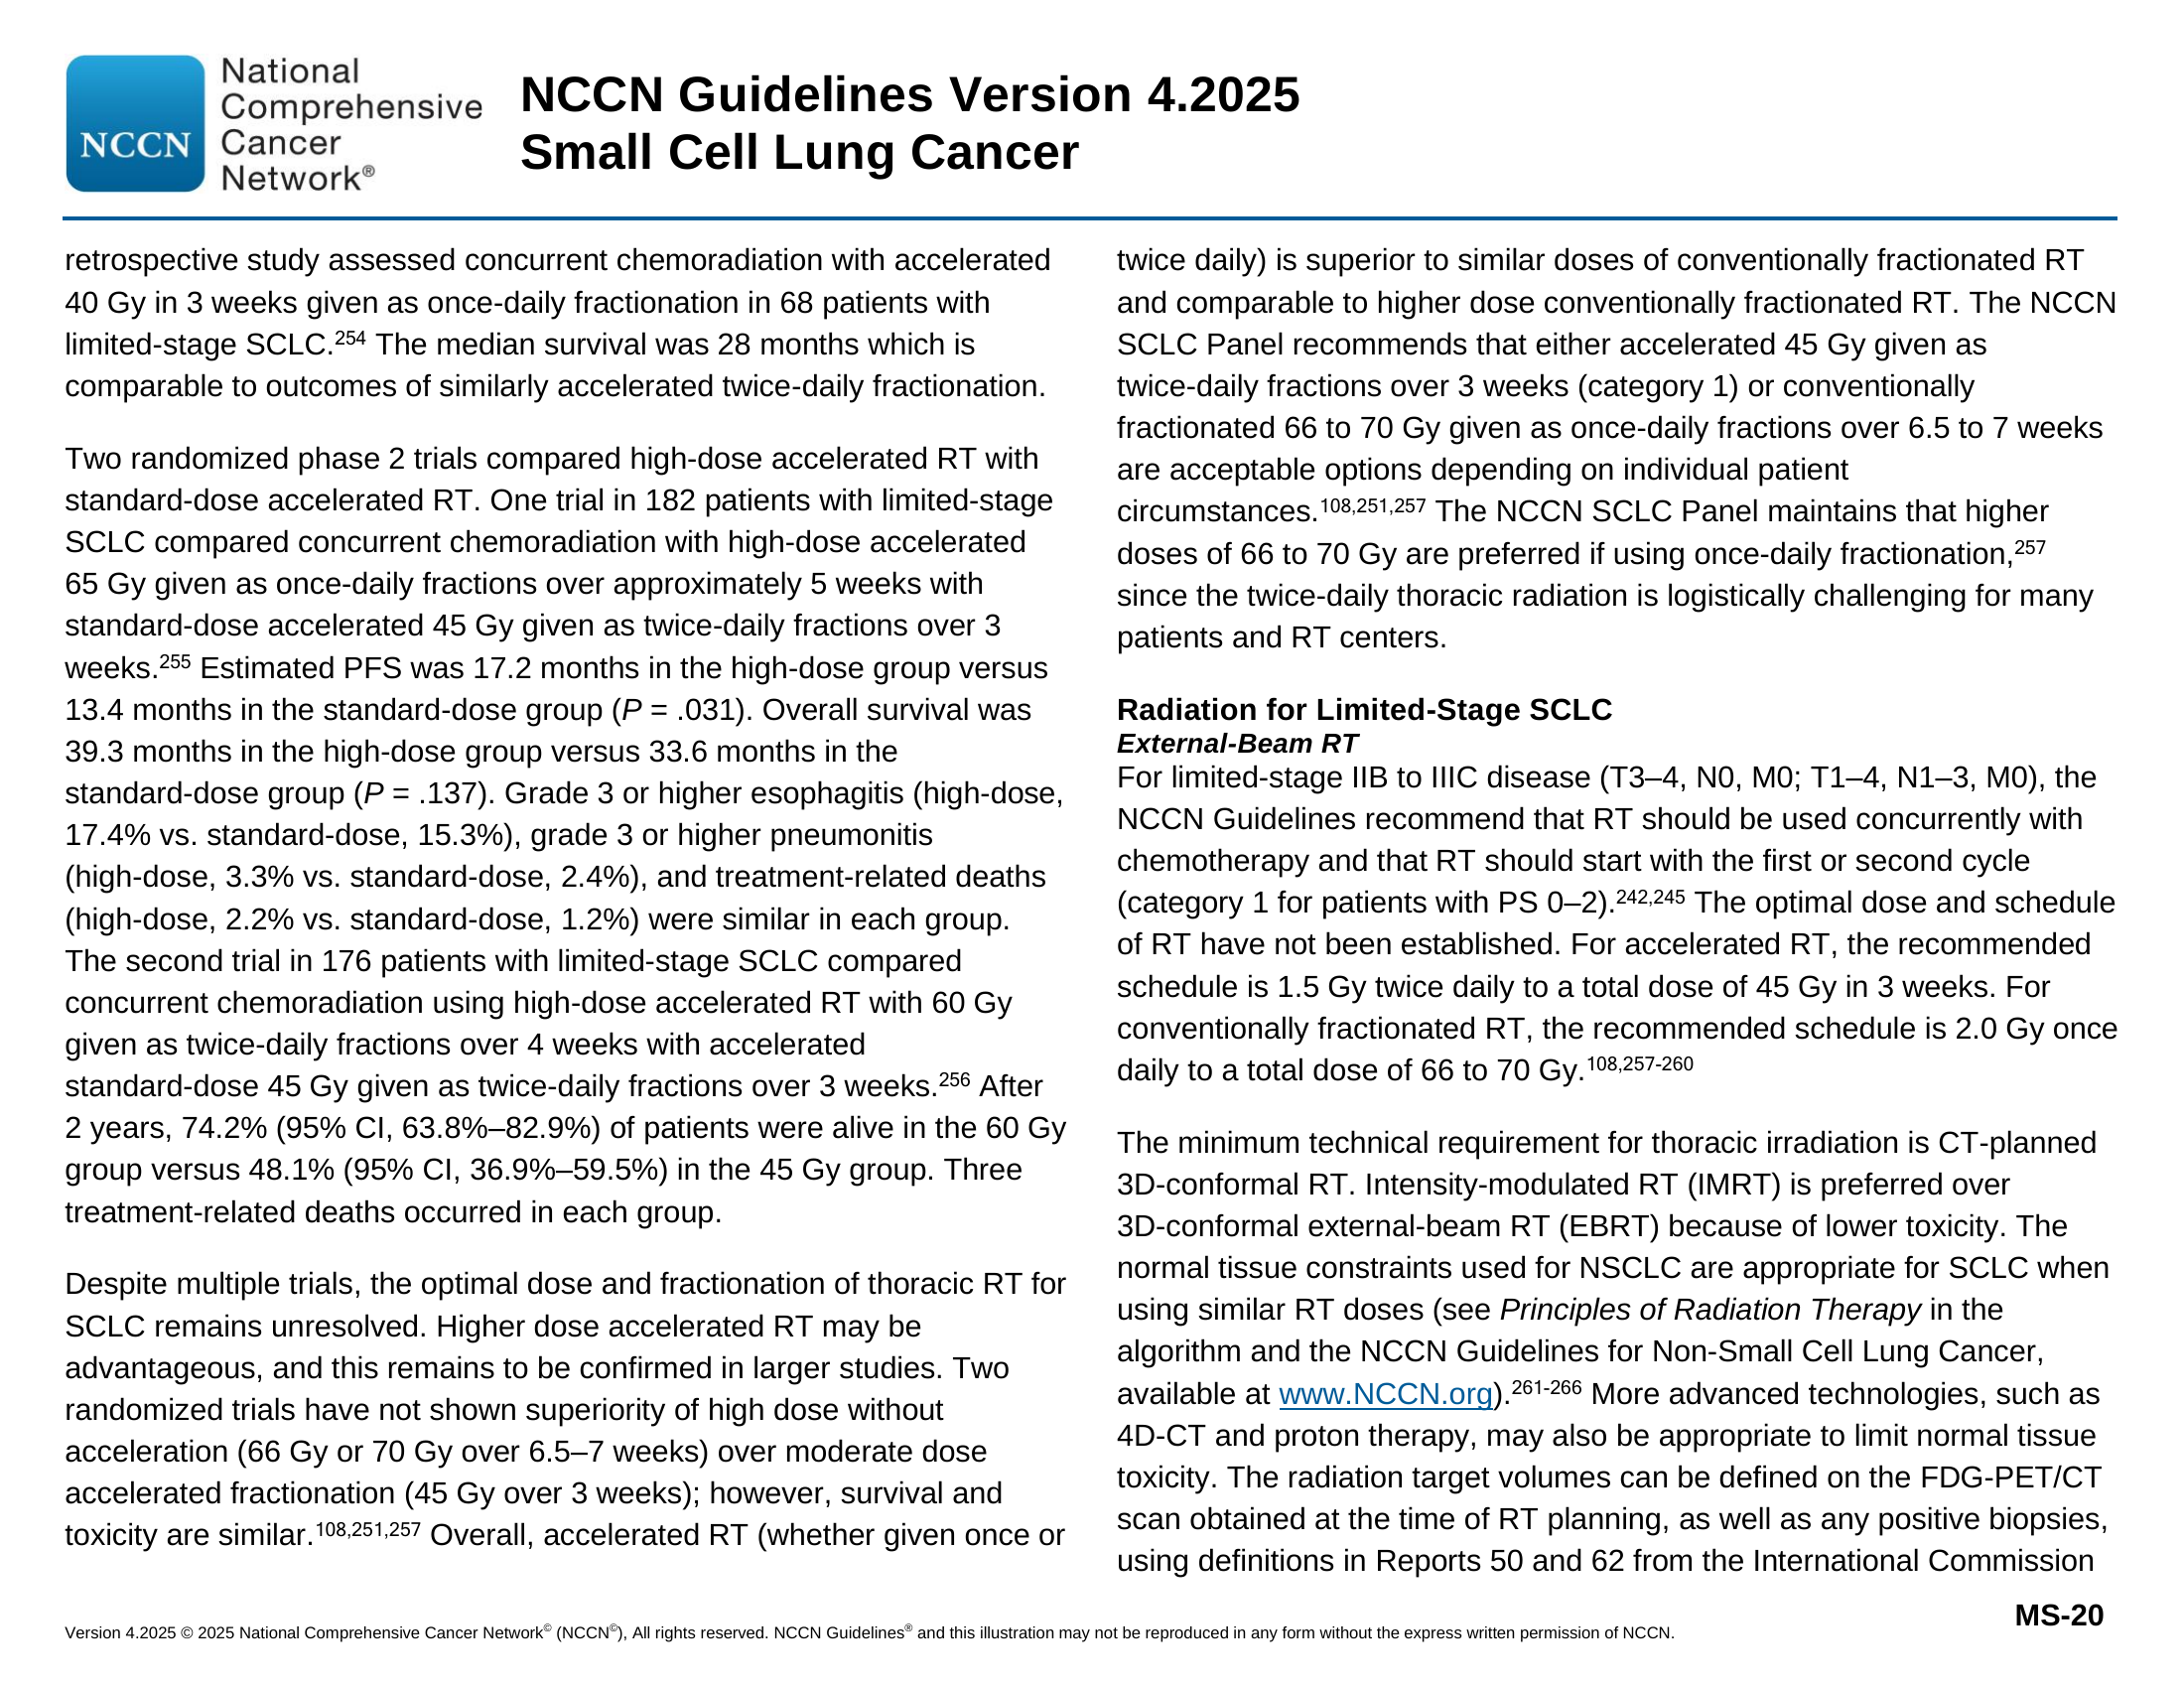 NCCN
National
Comprehensive
Cancer
Network®
NCCN Guidelines Version 4.2025
Small Cell Lung Cancer
retrospective study assessed concurrent chemoradiation with accelerated
40 Gy in 3 weeks given as once-daily fractionation in 68 patients with
limited-stage SCLC.254 The median survival was 28 months which is
comparable to outcomes of similarly accelerated twice-daily fractionation.
Two randomized phase 2 trials compared high-dose accelerated RT with
standard-dose accelerated RT. One trial in 182 patients with limited-stage
SCLC compared concurrent chemoradiation with high-dose accelerated
65 Gy given as once-daily fractions over approximately 5 weeks with
standard-dose accelerated 45 Gy given as twice-daily fractions over 3
weeks.255 Estimated PFS was 17.2 months in the high-dose group versus
13.4 months in the standard-dose group (P = .031). Overall survival was
39.3 months in the high-dose group versus 33.6 months in the
standard-dose group (P = .137). Grade 3 or higher esophagitis (high-dose,
17.4% vs. standard-dose, 15.3%), grade 3 or higher pneumonitis
(high-dose, 3.3% vs. standard-dose, 2.4%), and treatment-related deaths
(high-dose, 2.2% vs. standard-dose, 1.2%) were similar in each group.
The second trial in 176 patients with limited-stage SCLC compared
concurrent chemoradiation using high-dose accelerated RT with 60 Gy
given as twice-daily fractions over 4 weeks with accelerated
standard-dose 45 Gy given as twice-daily fractions over 3 weeks.256 After
2 years, 74.2% (95% CI, 63.8%–82.9%) of patients were alive in the 60 Gy
group versus 48.1% (95% CI, 36.9%–59.5%) in the 45 Gy group. Three
treatment-related deaths occurred in each group.
Despite multiple trials, the optimal dose and fractionation of thoracic RT for
SCLC remains unresolved. Higher dose accelerated RT may be
advantageous, and this remains to be confirmed in larger studies. Two
randomized trials have not shown superiority of high dose without
acceleration (66 Gy or 70 Gy over 6.5–7 weeks) over moderate dose
accelerated fractionation (45 Gy over 3 weeks); however, survival and
toxicity are similar.108,251,257 Overall, accelerated RT (whether given once or
twice daily) is superior to similar doses of conventionally fractionated RT
and comparable to higher dose conventionally fractionated RT. The NCCN
SCLC Panel recommends that either accelerated 45 Gy given as
twice-daily fractions over 3 weeks (category 1) or conventionally
fractionated 66 to 70 Gy given as once-daily fractions over 6.5 to 7 weeks
are acceptable options depending on individual patient
circumstances.108,251,257 The NCCN SCLC Panel maintains that higher
doses of 66 to 70 Gy are preferred if using once-daily fractionation,257
since the twice-daily thoracic radiation is logistically challenging for many
patients and RT centers.
Radiation for Limited-Stage SCLC
External-Beam RT
For limited-stage IIB to IIIC disease (T3–4, N0, M0; T1–4, N1–3, M0), the
NCCN Guidelines recommend that RT should be used concurrently with
chemotherapy and that RT should start with the first or second cycle
(category 1 for patients with PS 0–2).242,245 The optimal dose and schedule
of RT have not been established. For accelerated RT, the recommended
schedule is 1.5 Gy twice daily to a total dose of 45 Gy in 3 weeks. For
conventionally fractionated RT, the recommended schedule is 2.0 Gy once
daily to a total dose of 66 to 70 Gy.108,257-260
The minimum technical requirement for thoracic irradiation is CT-planned
3D-conformal RT. Intensity-modulated RT (IMRT) is preferred over
3D-conformal external-beam RT (EBRT) because of lower toxicity. The
normal tissue constraints used for NSCLC are appropriate for SCLC when
using similar RT doses (see Principles of Radiation Therapy in the
algorithm and the NCCN Guidelines for Non-Small Cell Lung Cancer,
available at www.NCCN.org).261-266 More advanced technologies, such as
4D-CT and proton therapy, may also be appropriate to limit normal tissue
toxicity. The radiation target volumes can be defined on the FDG-PET/CT
scan obtained at the time of RT planning, as well as any positive biopsies,
using definitions in Reports 50 and 62 from the International Commission
MS-20
Version 4.2025 © 2025 National Comprehensive Cancer Network© (NCCN©), All rights reserved. NCCN Guidelines® and this illustration may not be reproduced in any form without the express written permission of NCCN.